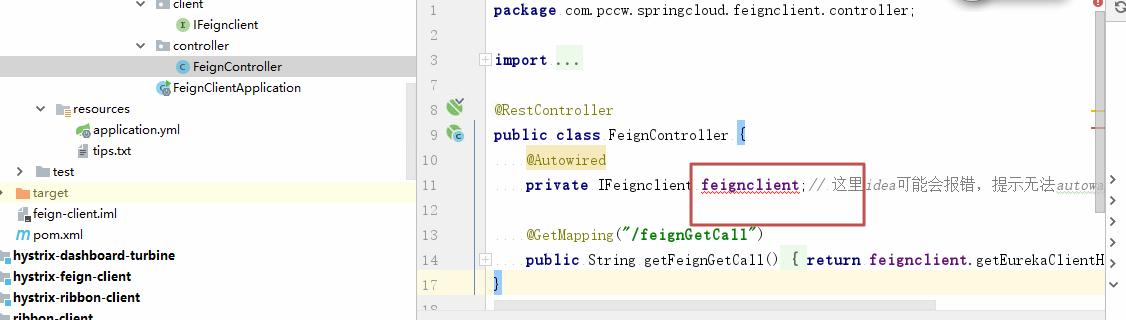 client
IFeignclient
controller
FeignController
FeignClientApplication
resources
application.yml
tips.txt
test
target
feign-client.iml
pom.xml
hystrix-dashboard-turbine
hystrix-feign-client
hystrix-ribbon-client
ribbon-client
1 package com.pccw.springcloud.feignclient.controller;
2
3 import ...
7
8 @RestController
9 public class FeignController {
10 @Autowired
11 private IFeignclient feignclient;// 这里idea可能会报错，提示无法autowa
12
13 @GetMapping("/feignGetCall")
14 public String getFeignGetCall() { return feignclient.getEurekaClientH
17 }
18